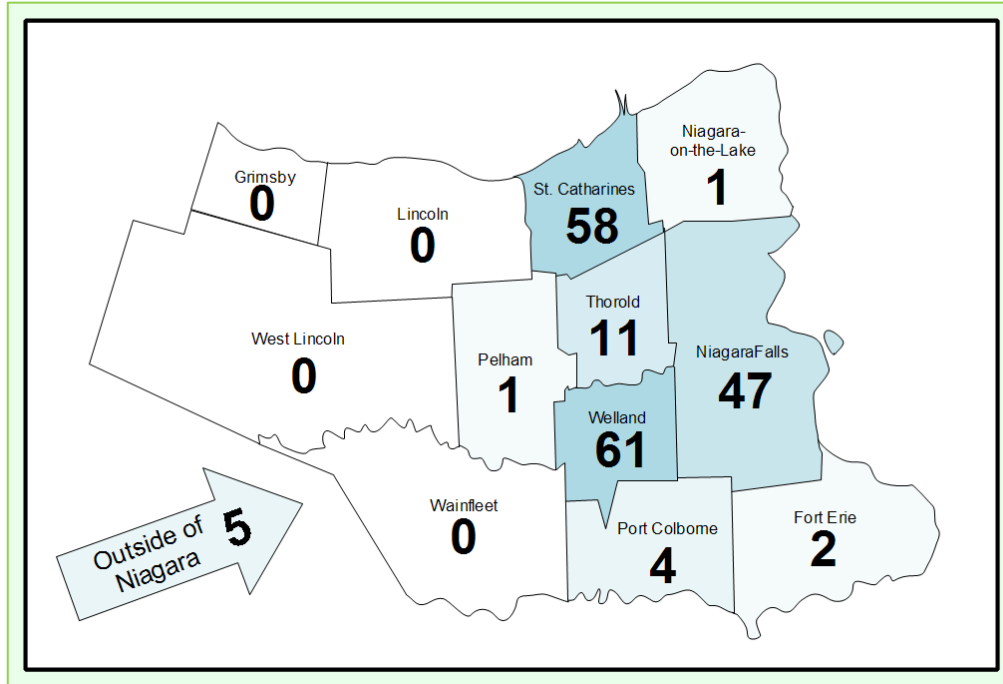 Niagara-
on-the-Lake
1
Grimsby
0
St. Catharines
58
Lincoln
0
Thorold
11
West Lincoln
0
Pelham
1
NiagaraFalls
47
Welland
61
Wainfleet
0
Port Colborne
4
Fort Erie
2
Outside of
Niagara
5